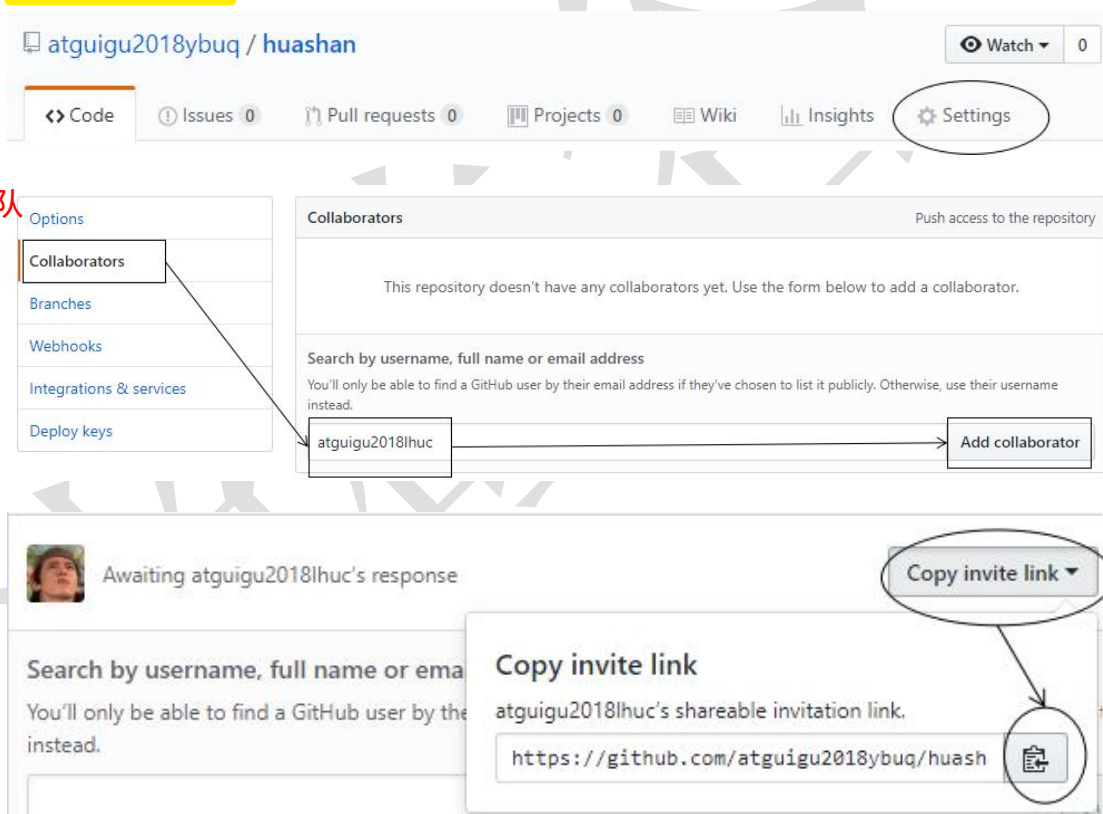 atguigu2018ybuq / huashan
Watch 0
Code Issues 0 Pull requests 0 Projects 0 Wiki Insights Settings
队
Options
Collaborators
Branches
Webhooks
Integrations & services
Deploy keys
Collaborators Push access to the repository
This repository doesn't have any collaborators yet. Use the form below to add a collaborator.
Search by username, full name or email address
You'll only be able to find a GitHub user by their email address if they've chosen to list it publicly. Otherwise, use their username
instead.
atguigu2018lhuc Add collaborator
Awaiting atguigu2018lhuc's response Copy invite link
Search by username, full name or ema
You'll only be able to find a GitHub user by the
instead.
Copy invite link
atguigu2018lhuc's shareable invitation link.
https://github.com/atguigu2018ybuq/huash